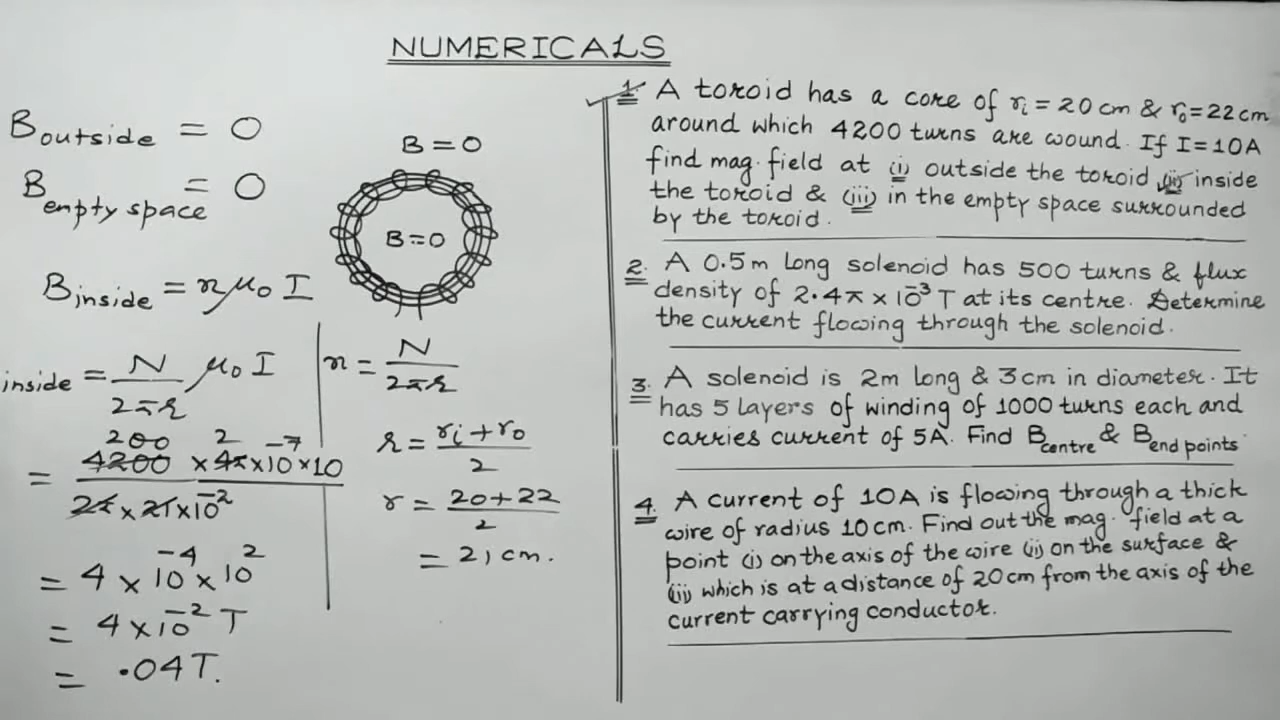 NUMERICALS
B outside = 0
B empty space = 0
B inside = n μ₀ I
inside = N/2πr μ₀ I
= 4200 200 × 4π 2 × 10⁻⁷ × 10 / 2π × 21 × 10⁻²
= 4 × 10⁻⁴ × 10²
= 4 × 10⁻² T
= .04 T.
B = 0
B = 0
n = N/2πr
r = ri + ro / 2
r = 20 + 22 / 2
= 21 cm.
1. A toroid has a core of ri = 20 cm & ro = 22 cm
around which 4200 turns are wound. If I = 10A
find mag. field at (i) outside the toroid (ii) inside
the toroid & (iii) in the empty space surrounded
by the toroid.
2. A 0.5 m long solenoid has 500 turns & flux
density of 2.4π × 10⁻³ T at its centre. Determine
the current flowing through the solenoid.
3. A solenoid is 2m long & 3 cm in diameter. It
has 5 layers of winding of 1000 turns each and
carries current of 5A. Find B centre & B end points
4. A current of 10A is flowing through a thick
wire of radius 10 cm. Find out the mag. field at a
point (i) on the axis of the wire (ii) on the surface &
(iii) which is at a distance of 20 cm from the axis of the
current carrying conductor.